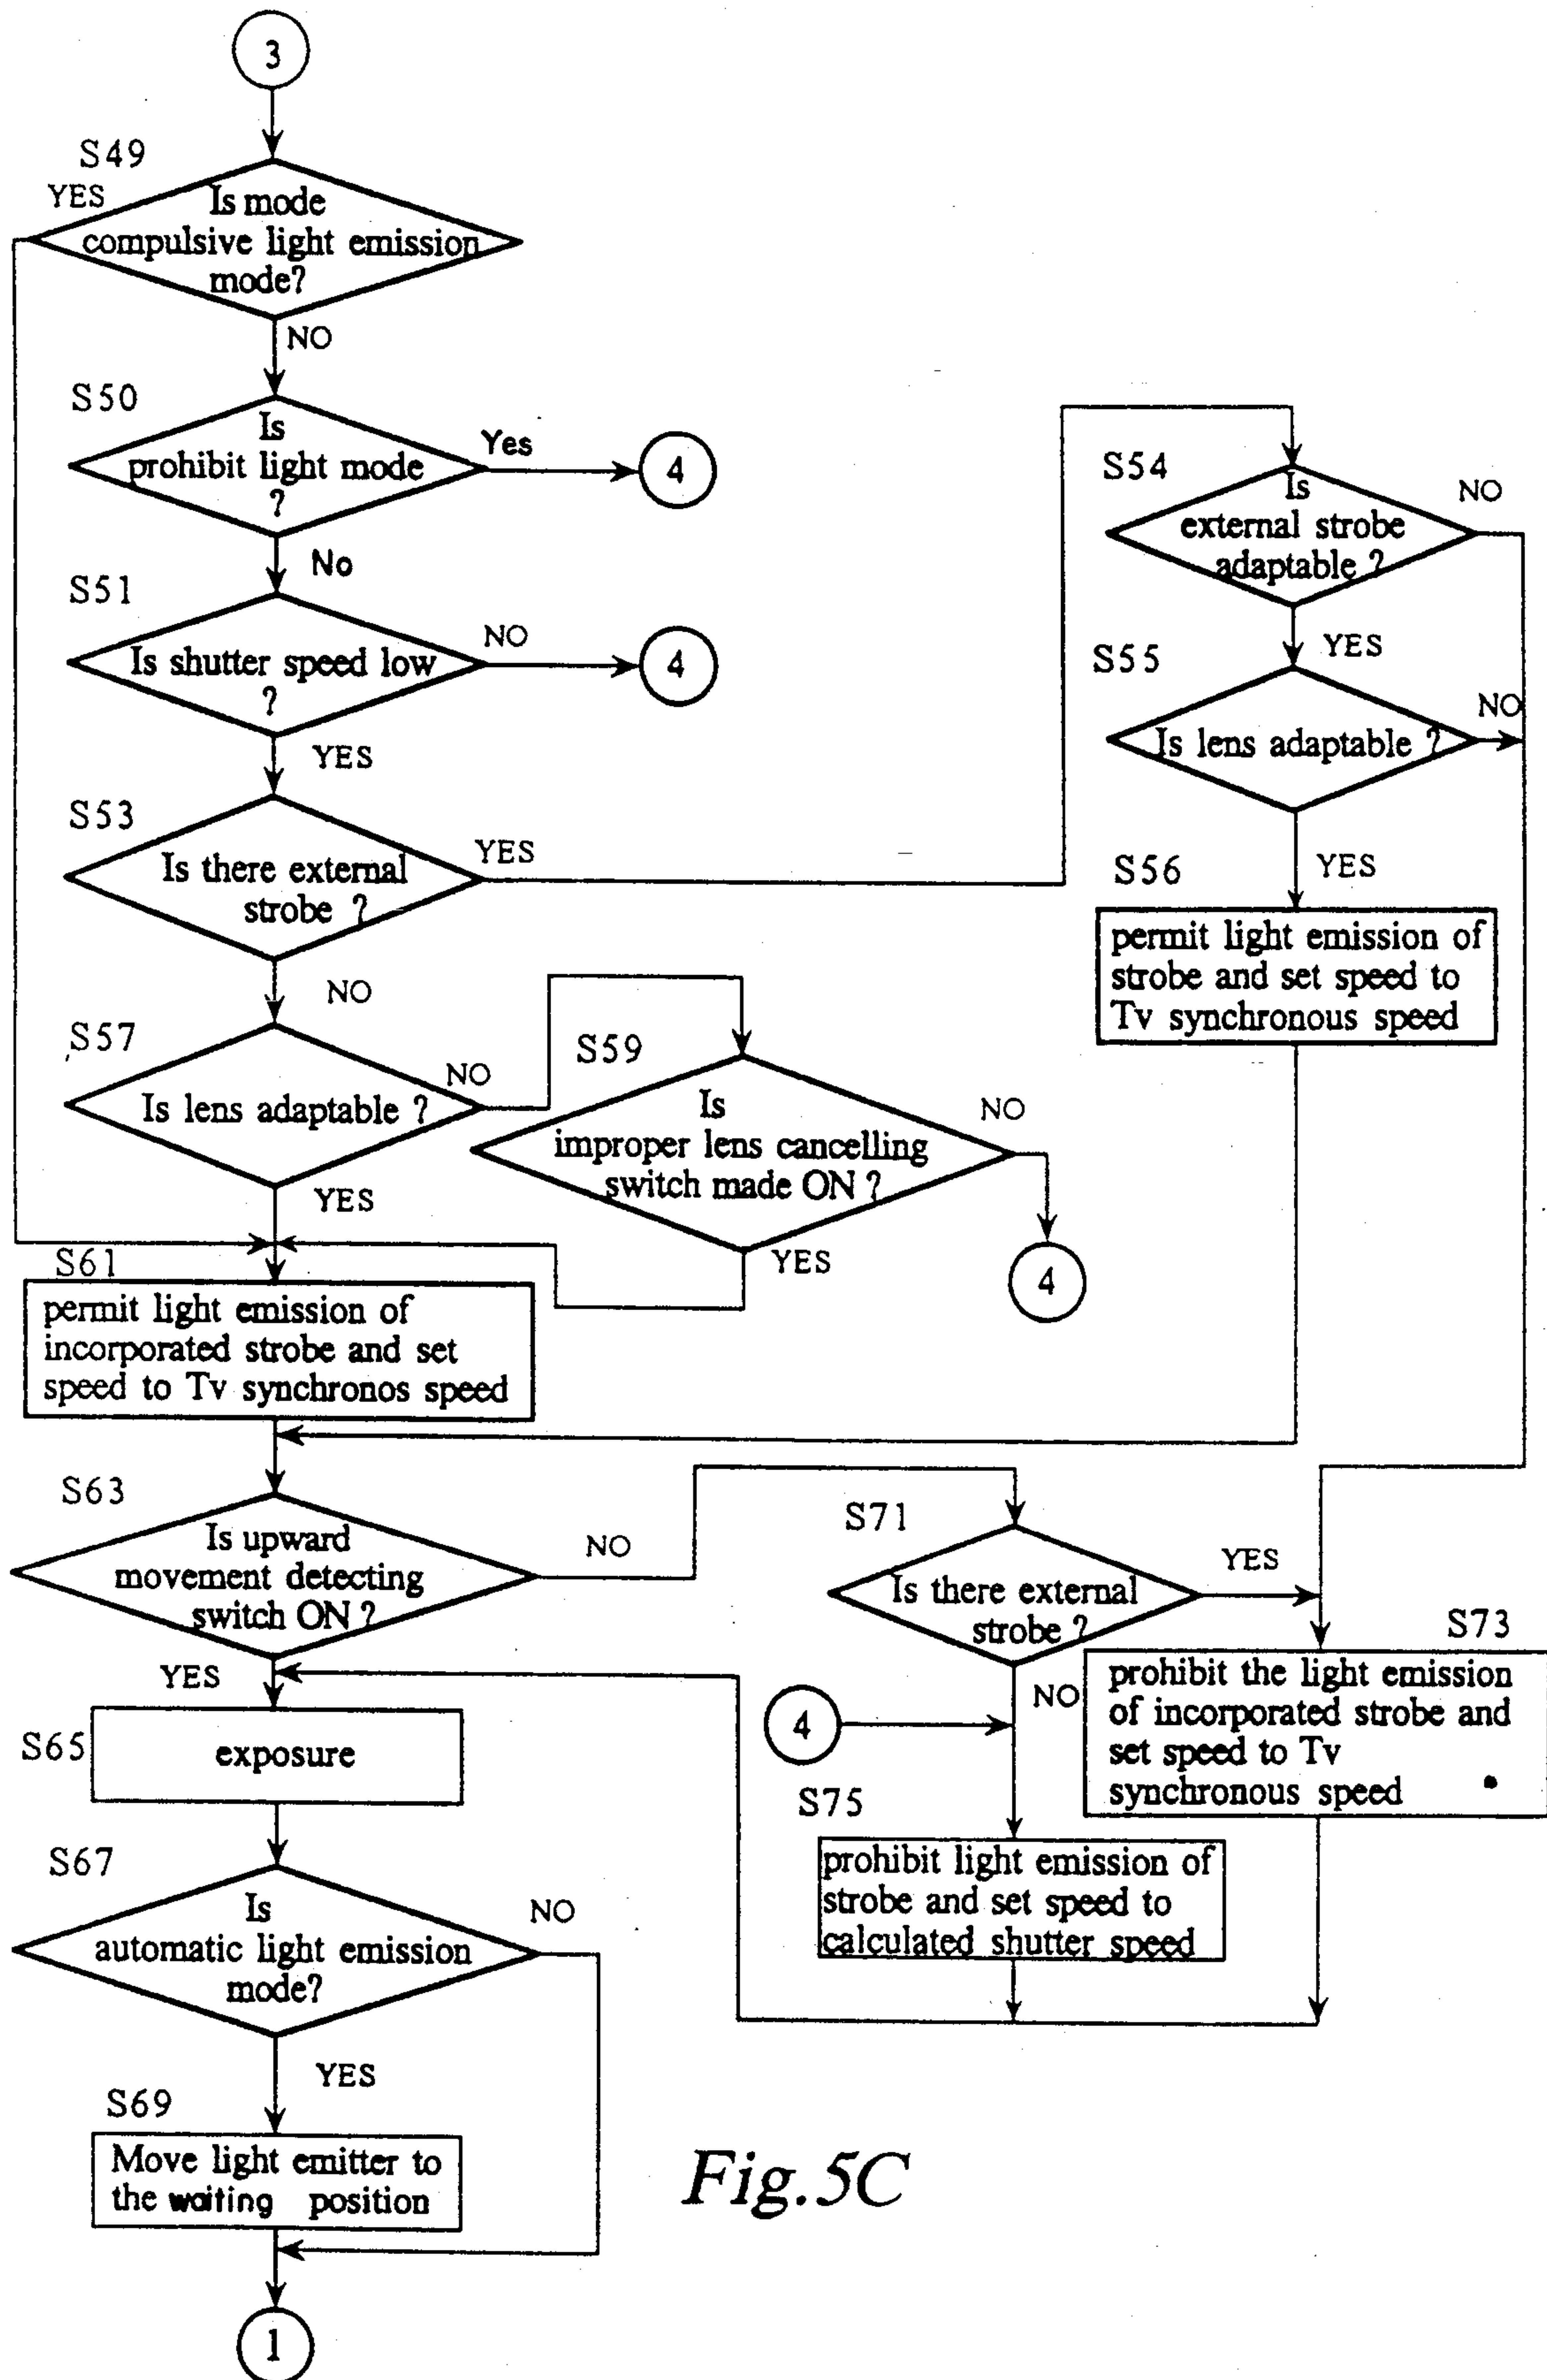 3
S49
YES
Is mode
compulsive light emission
mode?
NO
S50
Is
prohibit light mode
?
Yes
4
No
S51
Is shutter speed low
?
NO
4
YES
S53
Is there external
strobe ?
YES
NO
S54
Is
external strobe
adaptable ?
NO
YES
S55
Is lens adaptable ?
NO
YES
S56
permit light emission of
strobe and set speed to
Tv synchronous speed
S57
Is lens adaptable ?
NO
YES
S59
Is
improper lens cancelling
switch made ON ?
NO
4
YES
S61
permit light emission of
incorporated strobe and set
speed to Tv synchronos speed
S63
Is upward
movement detecting
switch ON ?
NO
YES
S71
Is there external
strobe ?
YES
NO
S73
prohibit the light emission
of incorporated strobe and
set speed to Tv
synchronous speed
4
S75
prohibit light emission of
strobe and set speed to
calculated shutter speed
S65
exposure
S67
Is
automatic light emission
mode?
NO
YES
S69
Move light emitter to
the waiting position
1
Fig.5C